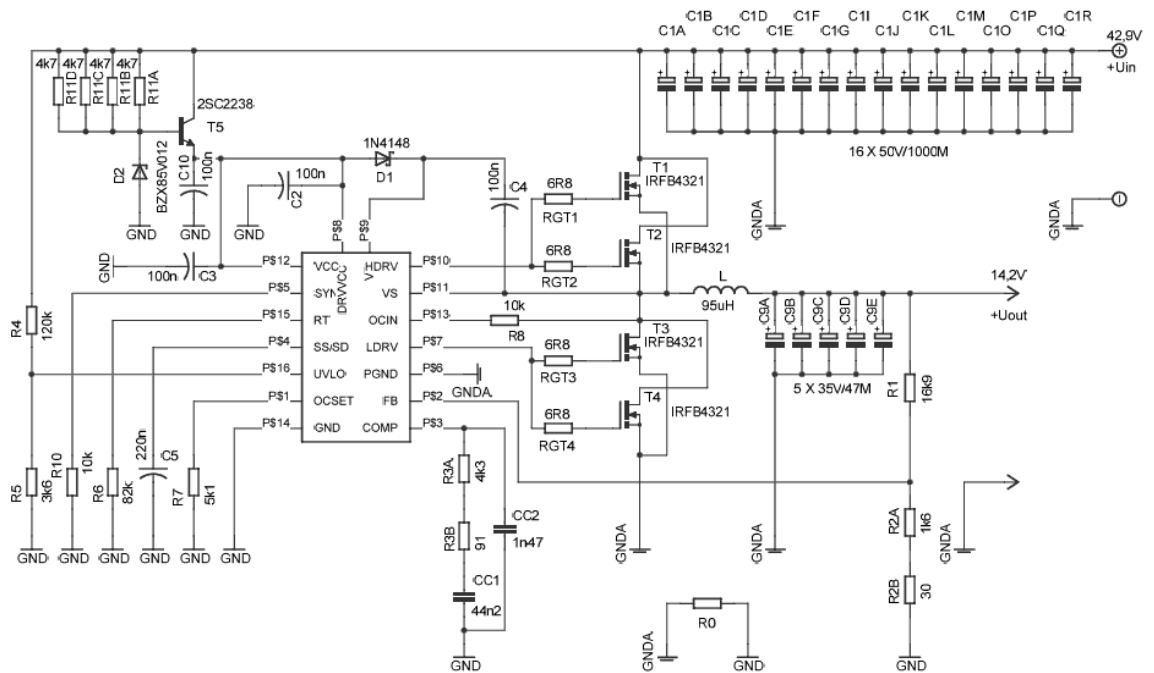 C1B C1D C1F C1I C1K C1M C1P C1R
C1A C1C C1E C1G C1J C1L C1O C1Q
42,9V
+Uin
4k7 4k7 4k7 4k7
R11D R11C R11B R11A
2SC2238
T5
D2
BZX85V012
C10
100n
GND
GND
GND
100n
C2
1N4148
D1
100n
C4
P$8
P$9
16 X 50V/1000M
GNDA
GNDA
T1
IRFB4321
6R8
RGT1
T2
IRFB4321
6R8
RGT2
GND
100n
C3
P$12
VCC
HDRV
P$10
P$5
SYN
VS
P$11
P$15
RT
OCIN
P$13
P$4
SS/SD
LDRV
P$7
P$16
UVLO
PGND
P$6
P$1
OCSET
FB
P$2
P$14
GND
COMP
P$3
DRVVCC
V
GNDA
10k
R8
L
95uH
14,2V
+Uout
C9A C9B C9C C9D C9E
5 X 35V/47M
T3
IRFB4321
6R8
RGT3
T4
IRFB4321
6R8
RGT4
R4
120k
R1
16k9
R5
3k6
R10
10k
R6
82k
220n
C5
R7
5k1
R3A
4k3
R3B
91
CC2
1n47
CC1
44n2
R2A
1k6
R2B
30
GND GND GND GND GND GND
GNDA
GNDA
GNDA
R0
GNDA
GND
GND
GND